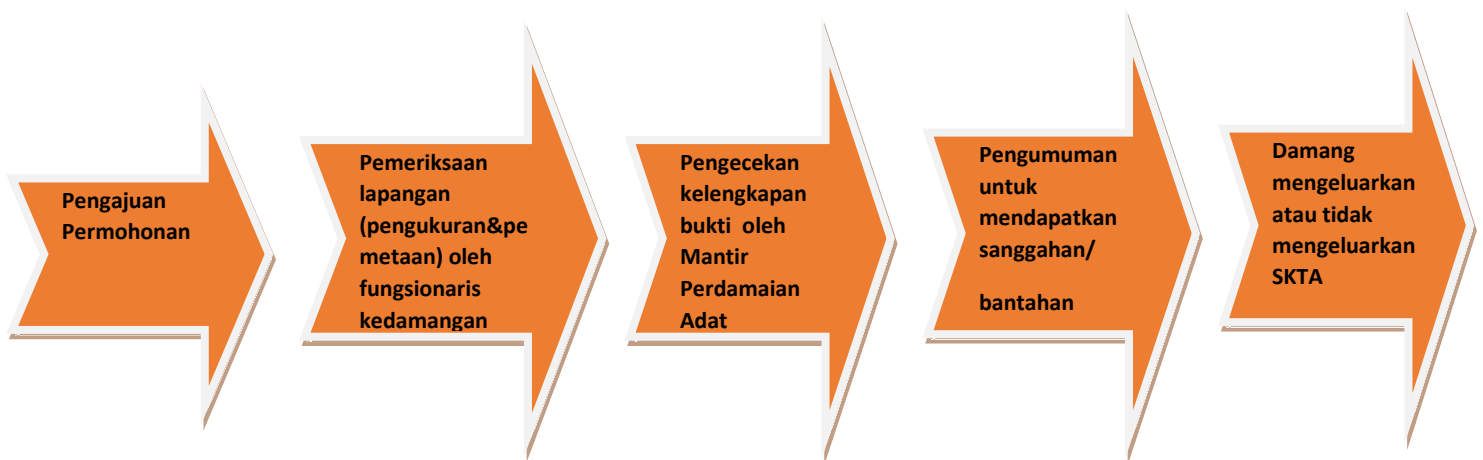 Pengajuan
Permohonan
Pemeriksaan
lapangan
(pengukuran&pe
metaan) oleh
fungsionaris
kedamangan
Pengecekan
kelengkapan
bukti oleh
Mantir
Perdamaian
Adat
Pengumuman
untuk
mendapatkan
sanggahan/
bantahan
Damang
mengeluarkan
atau tidak
mengeluarkan
SKTA